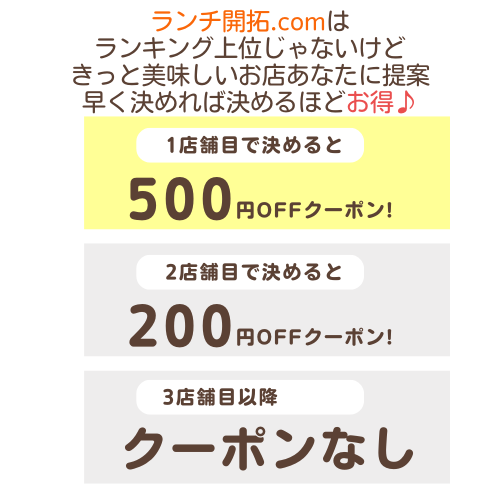 ランチ開拓.comは
ランキング上位じゃないけど
きっと美味しいお店あなたに提案
早く決めれば決めるほどお得♪
1店舗目で決めると
500円OFFクーポン!
2店舗目で決めると
200円OFFクーポン!
3店舗目以降
クーポンなし